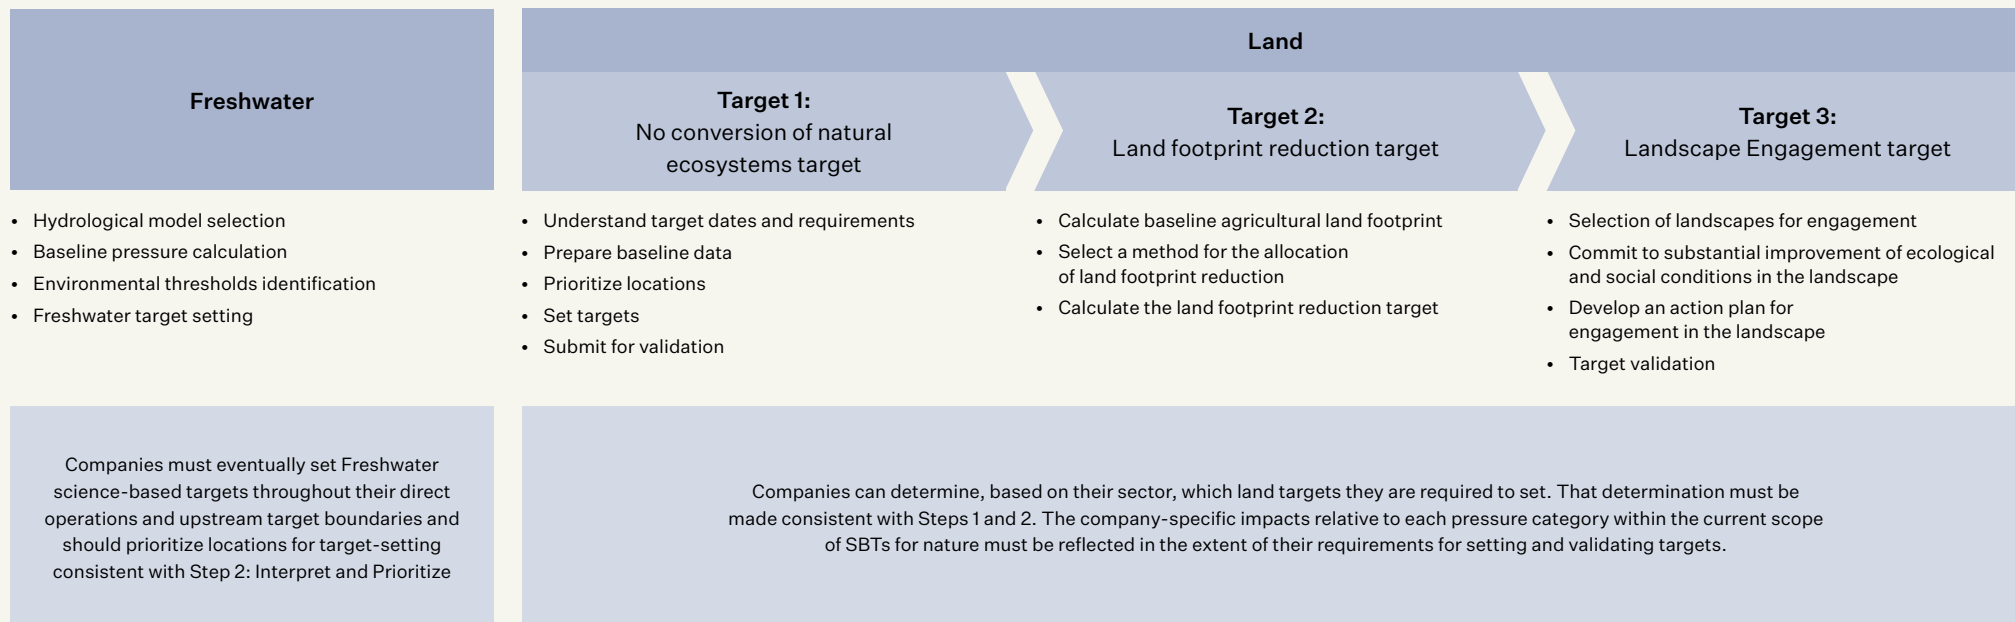 Freshwater
• Hydrological model selection
• Baseline pressure calculation
• Environmental thresholds identification
• Freshwater target setting
Companies must eventually set Freshwater
science-based targets throughout their direct
operations and upstream target boundaries and
should prioritize locations for target-setting
consistent with Step 2: Interpret and Prioritize
Land
Target 1:
No conversion of natural
ecosystems target
• Understand target dates and requirements
• Prepare baseline data
• Prioritize locations
• Set targets
• Submit for validation
Target 2:
Land footprint reduction target
• Calculate baseline agricultural land footprint
• Select a method for the allocation
of land footprint reduction
• Calculate the land footprint reduction target
Target 3:
Landscape Engagement target
• Selection of landscapes for engagement
• Commit to substantial improvement of ecological
and social conditions in the landscape
• Develop an action plan for
engagement in the landscape
• Target validation
Companies can determine, based on their sector, which land targets they are required to set. That determination must be
made consistent with Steps 1 and 2. The company-specific impacts relative to each pressure category within the current scope
of SBTs for nature must be reflected in the extent of their requirements for setting and validating targets.